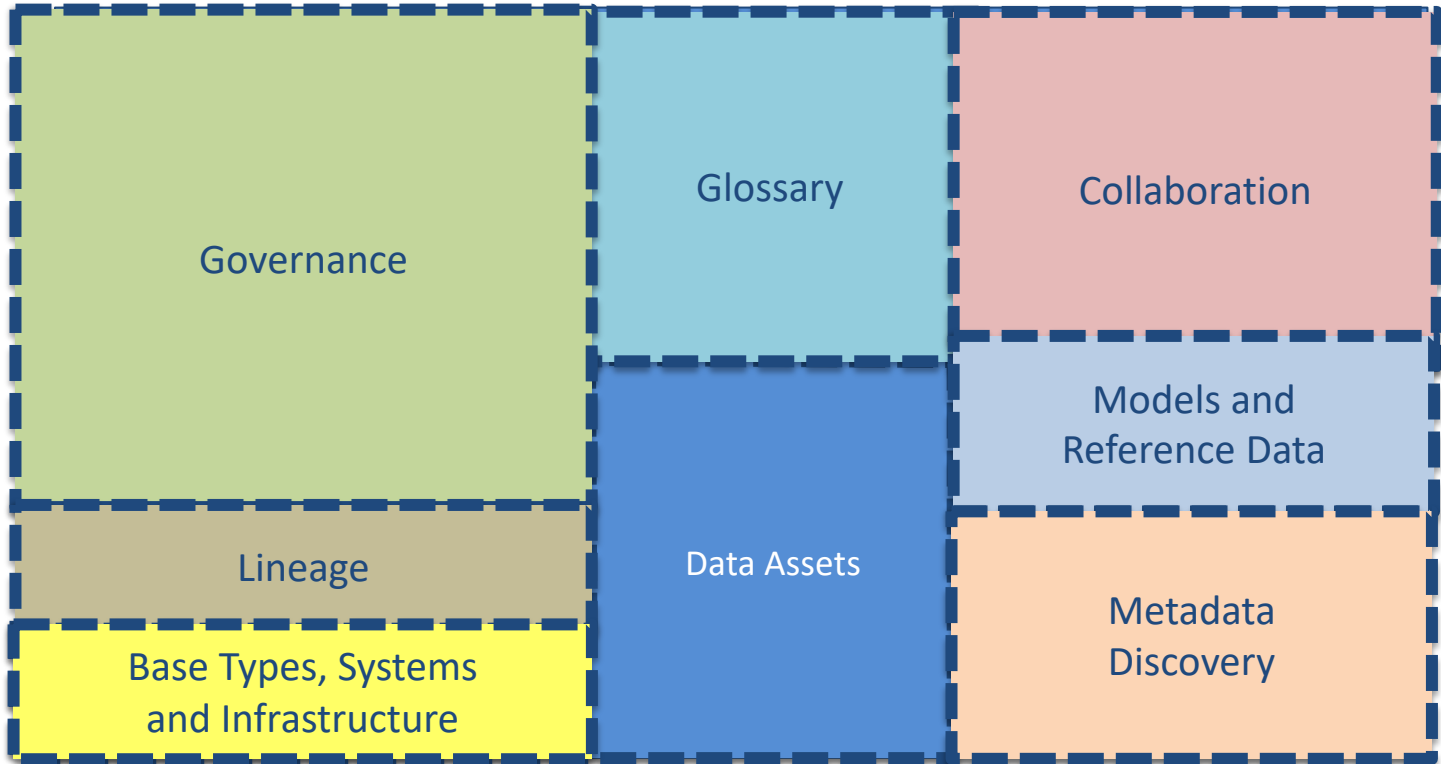 Governance
Lineage
Base Types, Systems
and Infrastructure
Glossary
Data Assets
Collaboration
Models and
Reference Data
Metadata
Discovery